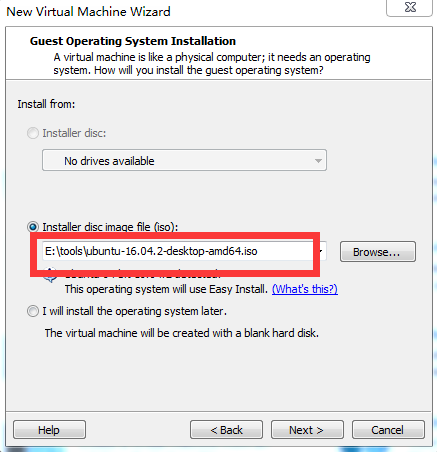 New Virtual Machine Wizard
Guest Operating System Installation
A virtual machine is like a physical computer; it needs an operating
system. How will you install the guest operating system?
Install from:
Installer disc:
No drives available
Installer disc image file (iso):
E:\tools\ubuntu-16.04.2-desktop-amd64.iso
Browse...
This operating system will use Easy Install. (What's this?)
I will install the operating system later.
The virtual machine will be created with a blank hard disk.
Help
< Back
Next >
Cancel